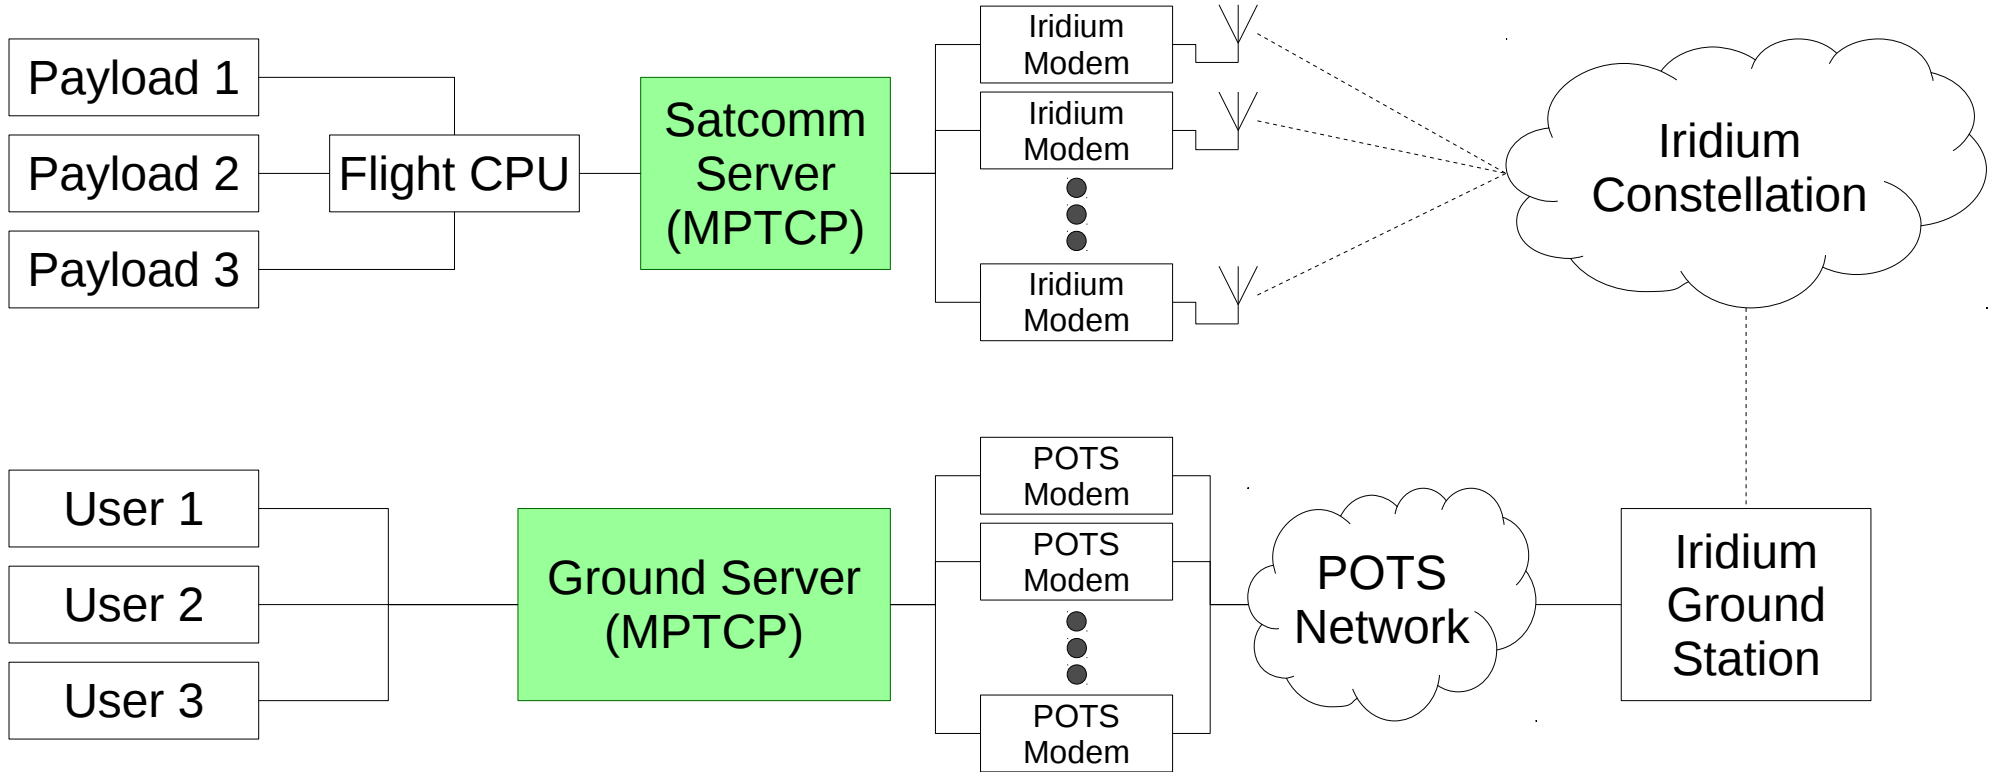 Payload 1
Payload 2
Payload 3
Flight CPU
Satcomm
Server
(MPTCP)
Iridium
Modem
Iridium
Modem
Iridium
Modem
Iridium
Constellation
User 1
User 2
User 3
Ground Server
(MPTCP)
POTS
Modem
POTS
Modem
POTS
Modem
POTS
Network
Iridium
Ground
Station